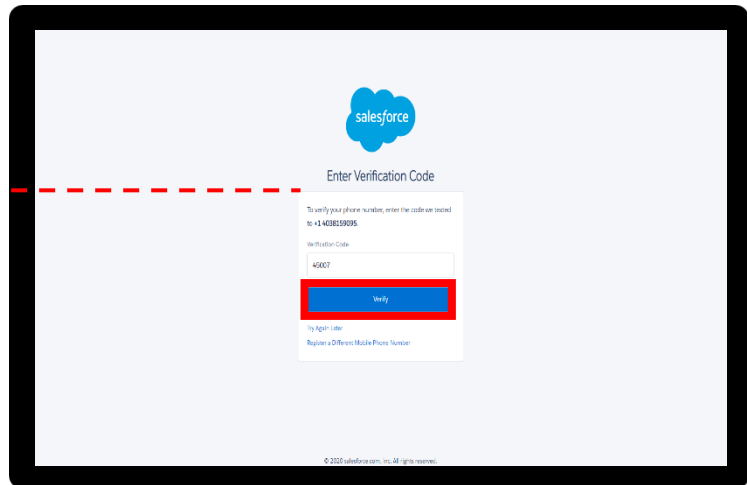 salesforce
Enter Verification Code
To verify your phone number, enter the code we texted
to +1 4038159095.
Verification Code
45007
Verify
Try Again Later
Register a Different Mobile Phone Number
© 2020 salesforce.com, inc. All rights reserved.